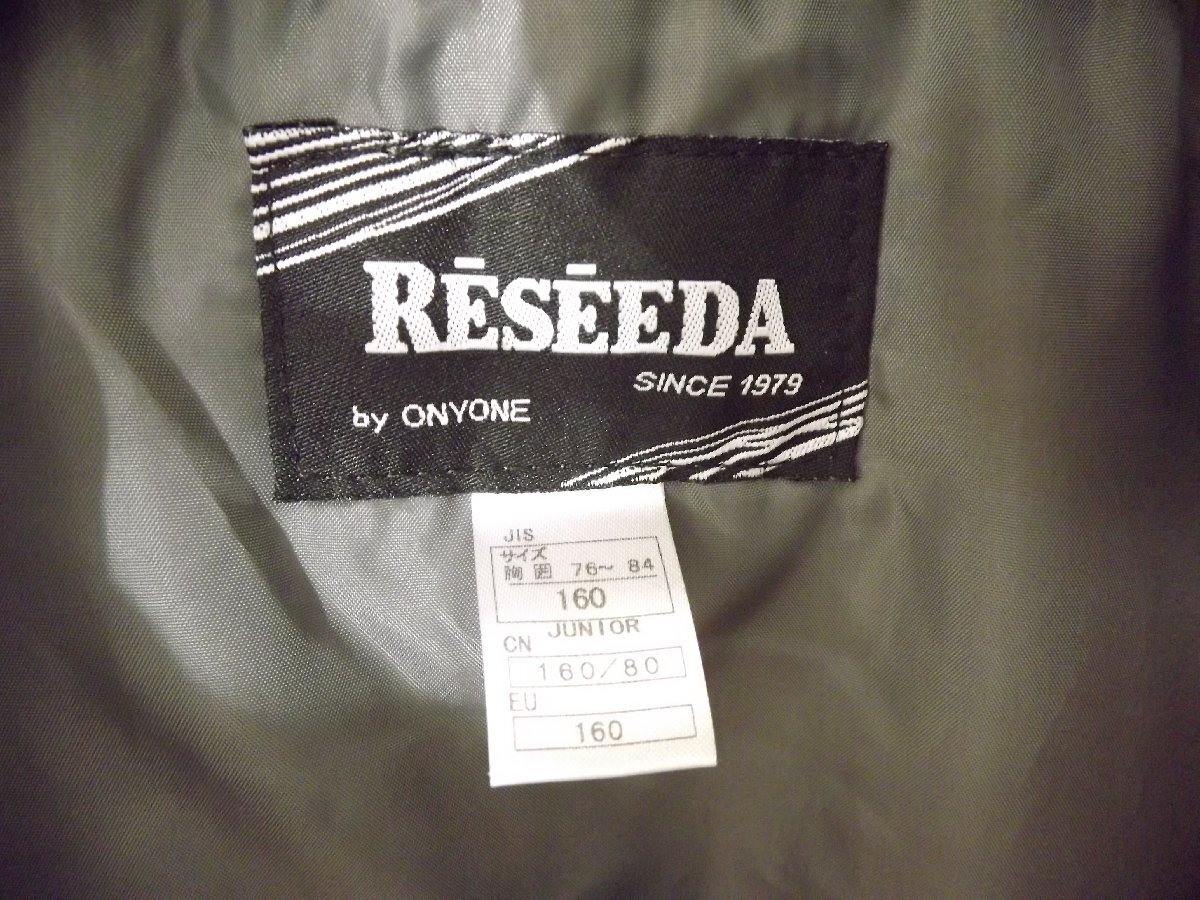 RĒSĒEDA
SINCE 1979
by ONYONE
JIS
サイズ
胸囲 76~ 84
160
JUNIOR
CN
160/80
EU
160